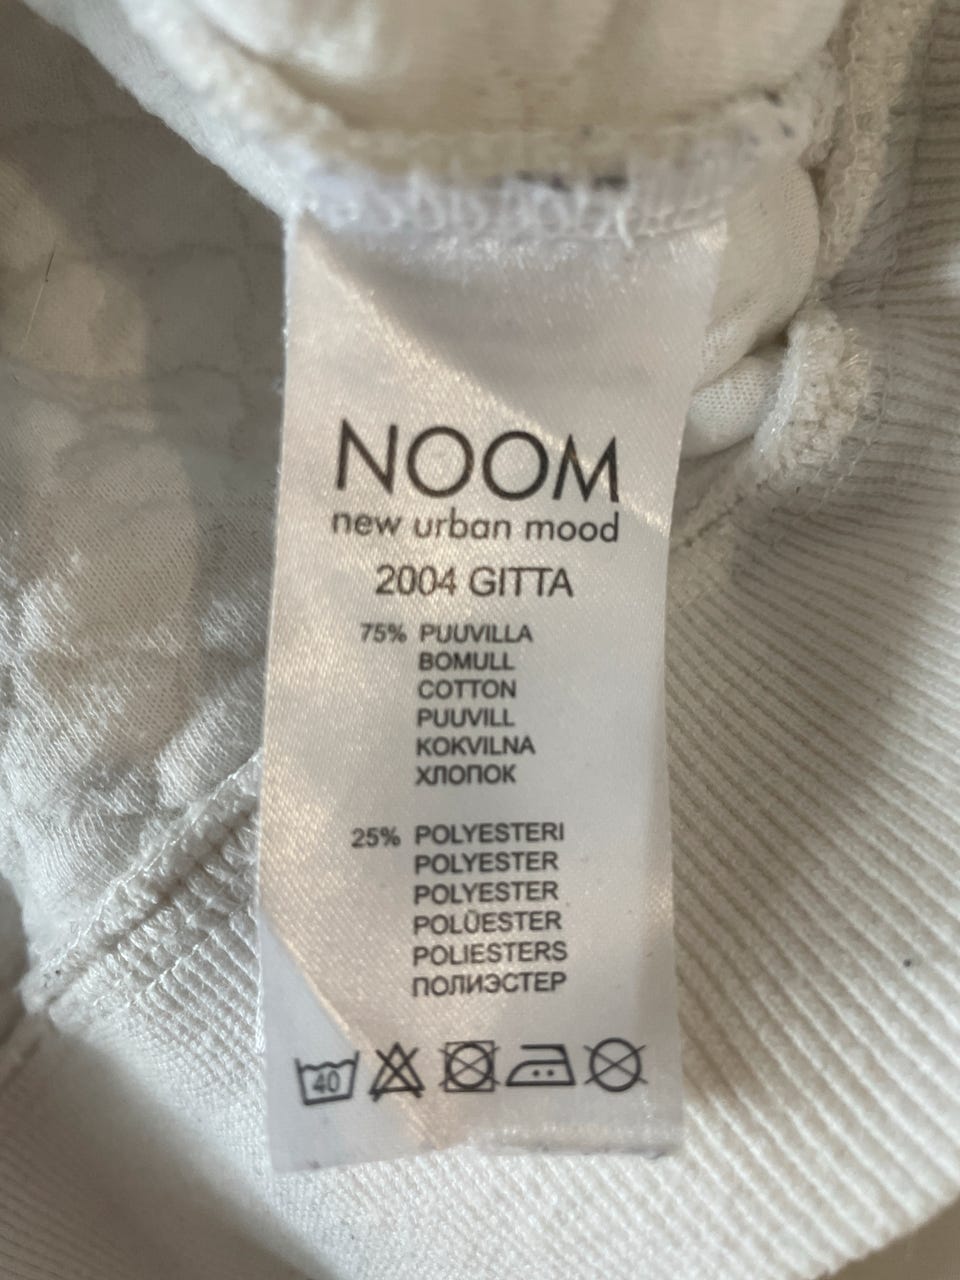 NOOM
new urban mood
2004 GITTA
75% PUUVILLA
BOMULL
COTTON
PUUVILL
KOKVILNA
ХЛОПОК
25% POLYESTERI
POLYESTER
POLYESTER
POLÜESTER
POLIESTERS
ПОЛИЭСТЕР
40